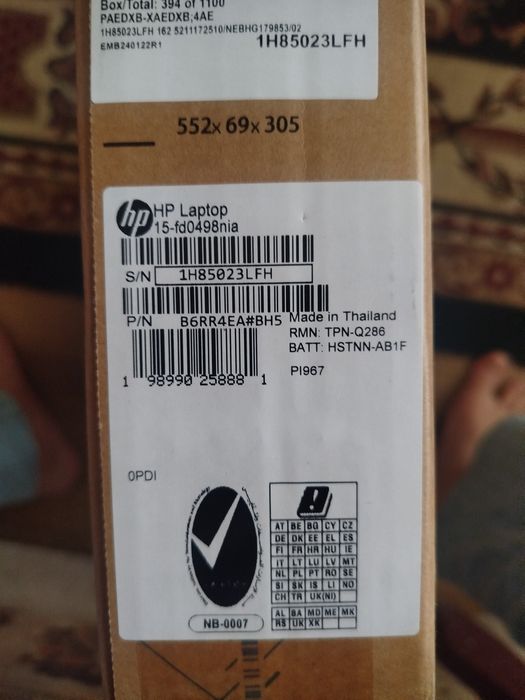 Box/Total: 394 of 1100
PAEDXB-XAEDXB;4AE
1H85023LFH 162 5211172510/NEBHG179853/02
EMB240122R1
1H85023LFH
552x 69x 305
hp
HP Laptop
15-fd0498nia
S/N 1H85023LFH
P/N B6RR4EA#BH5
Made in Thailand
RMN: TPN-Q286
BATT: HSTNN-AB1F
PI967
1 98990 25888 1
0PDI
!
AT BE BG CY CZ
DE DK EE EL ES
FI FR HR HU IE
IT LT LU LV MT
NL PL PT RO SE
SI SK IS LI NO
CH TR UK(NI)
AL BA MD ME MK
RS UK XK
NB-0007